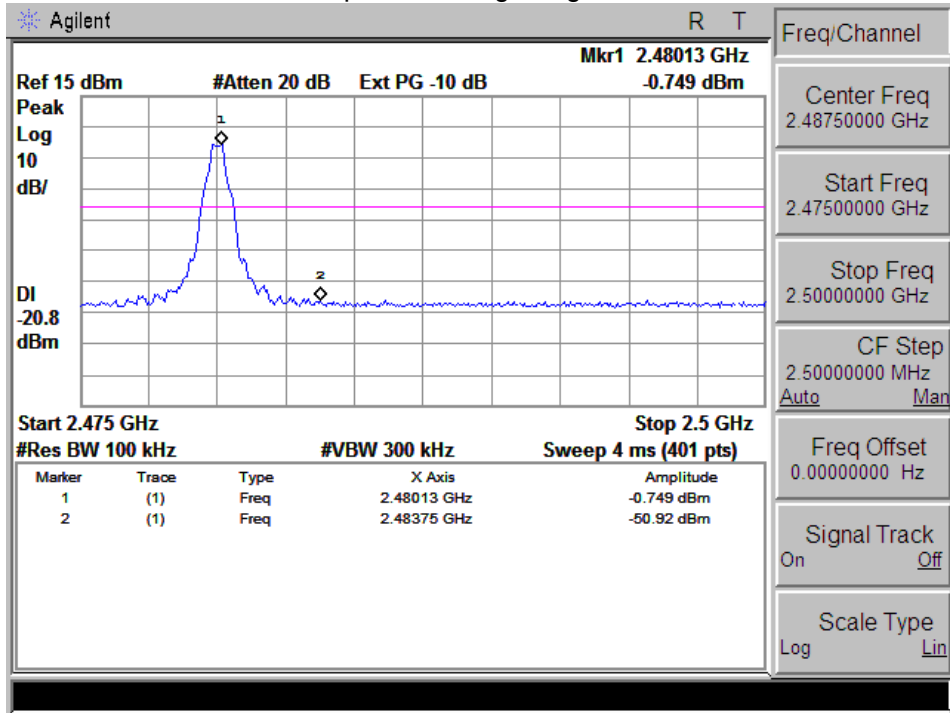 Agilent R T
Mkr1 2.48013 GHz
Ref 15 dBm #Atten 20 dB Ext PG -10 dB -0.749 dBm
Peak
Log
10
dB/
1
2
DI
-20.8
dBm
Start 2.475 GHz Stop 2.5 GHz
#Res BW 100 kHz #VBW 300 kHz Sweep 4 ms (401 pts)
Marker Trace Type X Axis Amplitude
1 (1) Freq 2.48013 GHz -0.749 dBm
2 (1) Freq 2.48375 GHz -50.92 dBm
Freq/Channel
Center Freq
2.48750000 GHz
Start Freq
2.47500000 GHz
Stop Freq
2.50000000 GHz
CF Step
2.50000000 MHz
Auto Man
Freq Offset
0.00000000 Hz
Signal Track
On Off
Scale Type
Log Lin